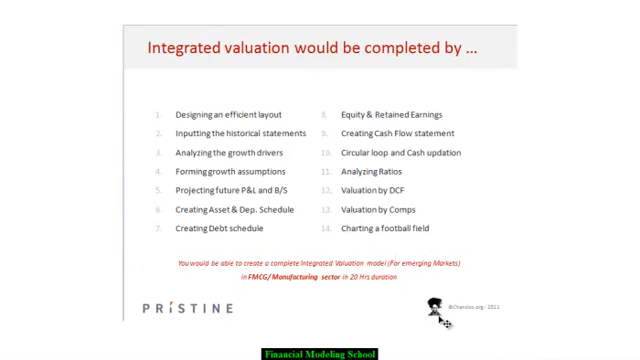 Integrated valuation would be completed by ...
1. Designing an efficient layout
2. Inputting the historical statements
3. Analyzing the growth drivers
4. Forming growth assumptions
5. Projecting future P&L and B/S
6. Creating Asset & Dep. Schedule
7. Creating Debt schedule
8. Equity & Retained Earnings
9. Creating Cash Flow statement
10. Circular loop and Cash updation
11. Analyzing Ratios
12. Valuation by DCF
13. Valuation by Comps
14. Charting a football field
You would be able to create a complete Integrated Valuation model (For emerging Markets)
in FMCG/ Manufacturing sector in 20 Hrs duration
PRISTINE
©Chandoo.org - 2011
Financial Modeling School